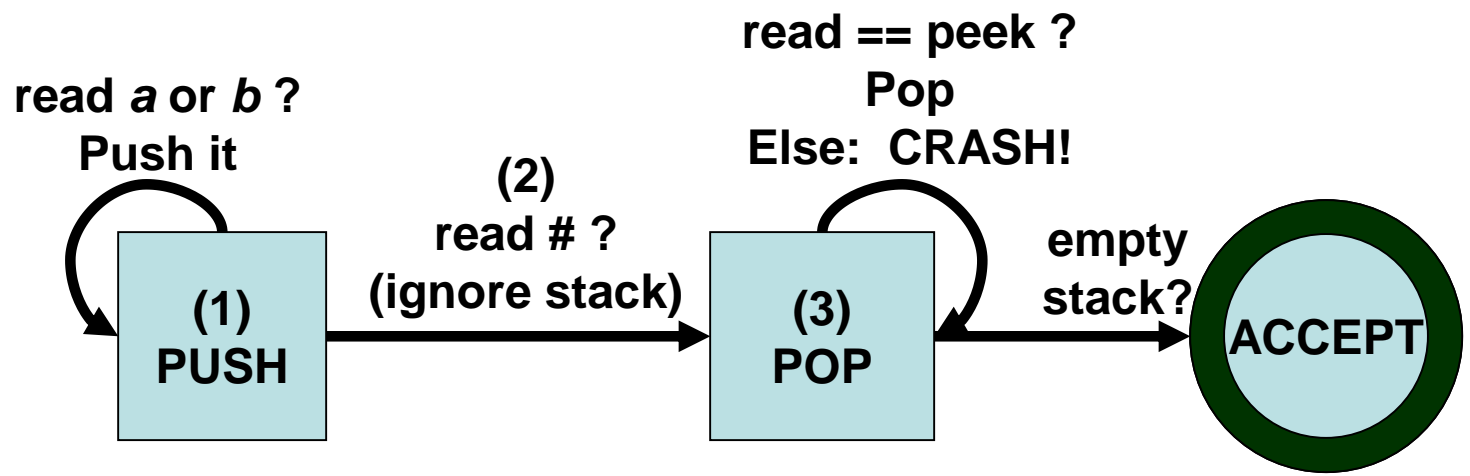 read a or b ?
Push it
(1)
PUSH
(2)
read # ?
(ignore stack)
read == peek ?
Pop
Else: CRASH!
(3)
POP
empty
stack?
ACCEPT